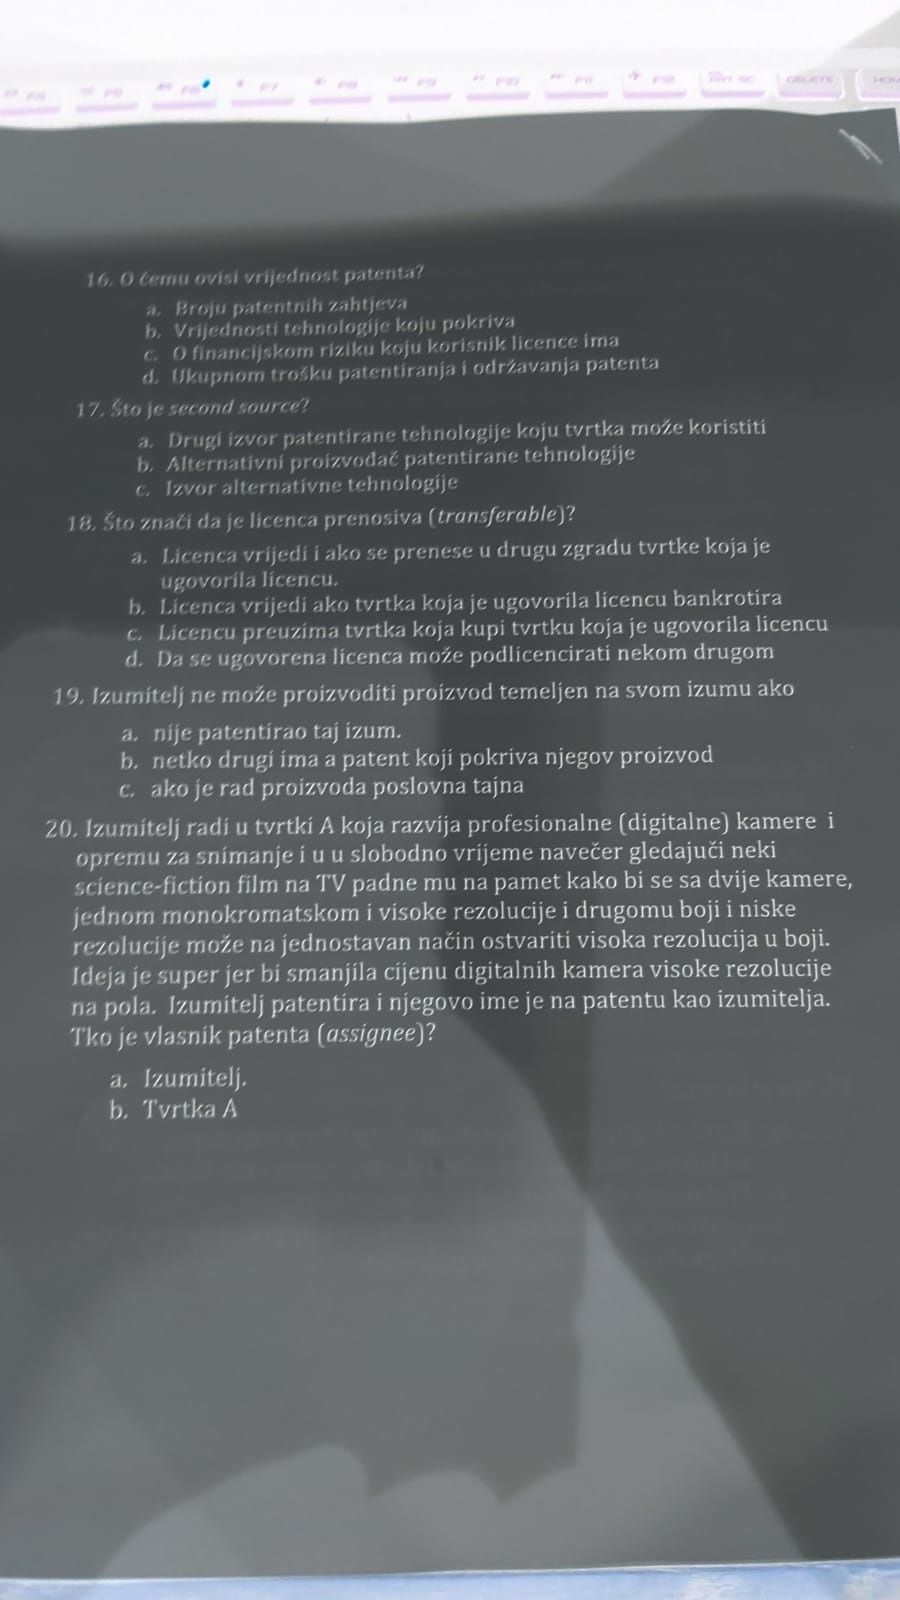 16. O čemu ovisi vrijednost patenta?
a. Broju patentnih zahtjeva
b. Vrijednosti tehnologije koju pokriva
c. O financijskom riziku koju korisnik licence ima
d. Ukupnom trošku patentiranja i održavanja patenta
17. Što je second source?
a. Drugi izvor patentirane tehnologije koju tvrtka može koristiti
b. Alternativni proizvođač patentirane tehnologije
c. Izvor alternativne tehnologije
18. Što znači da je licenca prenosiva (transferable)?
a. Licenca vrijedi i ako se prenese u drugu zgradu tvrtke koja je
ugovorila licencu.
b. Licenca vrijedi ako tvrtka koja je ugovorila licencu bankrotira
c. Licencu preuzima tvrtka koja kupi tvrtku koja je ugovorila licencu
d. Da se ugovorena licenca može podlicencirati nekom drugom
19. Izumitelj ne može proizvoditi proizvod temeljen na svom izumu ako
a. nije patentirao taj izum.
b. netko drugi ima a patent koji pokriva njegov proizvod
c. ako je rad proizvoda poslovna tajna
20. Izumitelj radi u tvrtki A koja razvija profesionalne (digitalne) kamere i
opremu za snimanje i u u slobodno vrijeme navečer gledajuči neki
science-fiction film na TV padne mu na pamet kako bi se sa dvije kamere,
jednom monokromatskom i visoke rezolucije i drugomu boji i niske
rezolucije može na jednostavan način ostvariti visoka rezolucija u boji.
Ideja je super jer bi smanjila cijenu digitalnih kamera visoke rezolucije
na pola. Izumitelj patentira i njegovo ime je na patentu kao izumitelja.
Tko je vlasnik patenta (assignee)?
a. Izumitelj.
b. Tvrtka A